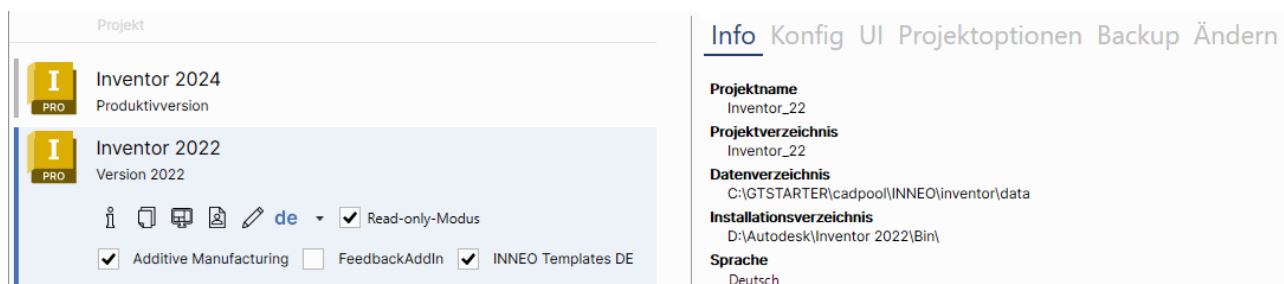 Projekt
I
PRO
Inventor 2024
Produktivversion
I
PRO
Inventor 2022
Version 2022
de
Read-only-Modus
Additive Manufacturing
FeedbackAddIn
INNEO Templates DE
Info Konfig UI Projektoptionen Backup Ändern
Projektname
Inventor_22
Projektverzeichnis
Inventor_22
Datenverzeichnis
C:\GTSTARTER\cadpool\INNEO\inventor\data
Installationsverzeichnis
D:\Autodesk\Inventor 2022\Bin\
Sprache
Deutsch